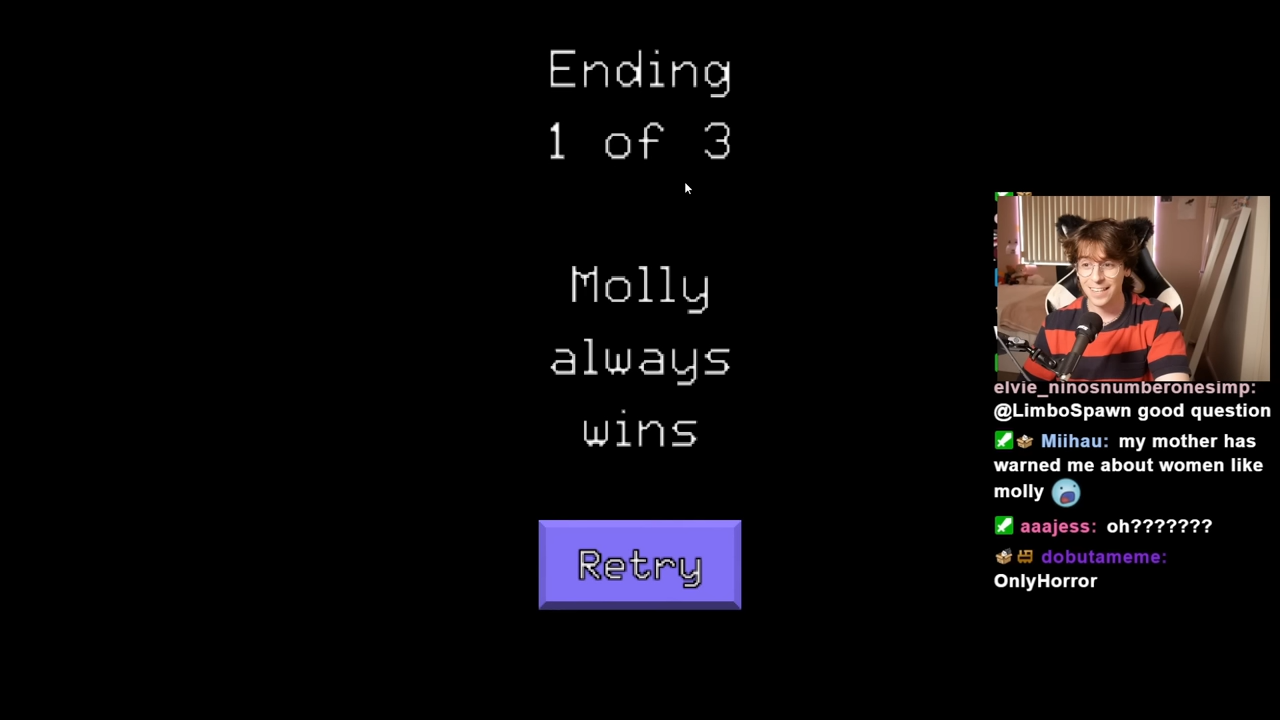 Ending
1 of 3
Molly
always
wins
Retry
elvie_ninosnumberonesimp:
@LimboSpawn good question
Miihau: my mother has
warned me about women like
molly
aaajess: oh???????
dobutameme:
OnlyHorror